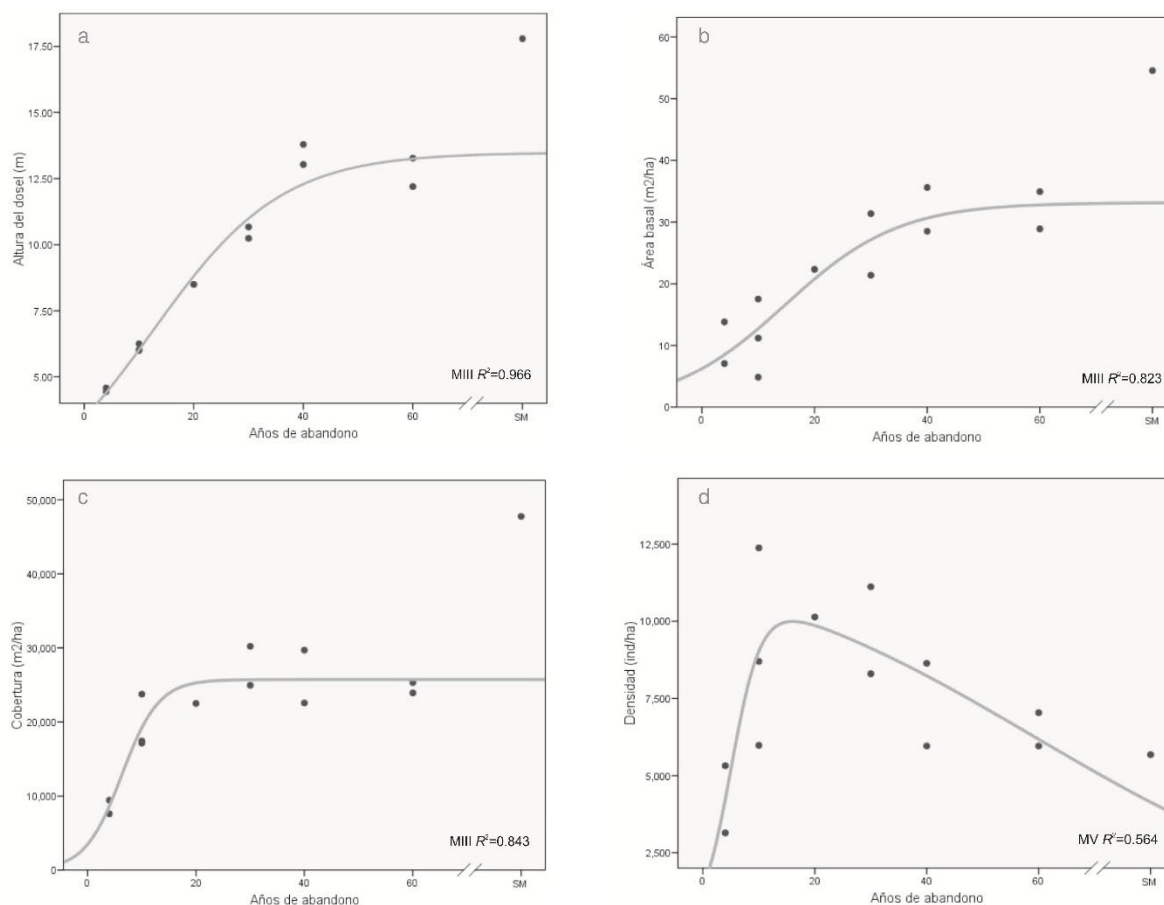 a
17.50
15.00
12.50
10.00
7.50
5.00
Altura del dosel (m)
MIII R²=0.966
0 20 40 60 SM
Años de abandono
b
60
50
40
30
20
10
0
Área basal (m2/ha)
MIII R²=0.823
0 20 40 60 SM
Años de abandono
c
50,000
40,000
30,000
20,000
10,000
0
Cobertura (m2/ha)
MIII R²=0.843
0 20 40 60 SM
Años de abandono
d
12,500
10,000
7,500
5,000
2,500
Densidad (ind/ha)
MV R²=0.564
0 20 40 60 SM
Años de abandono